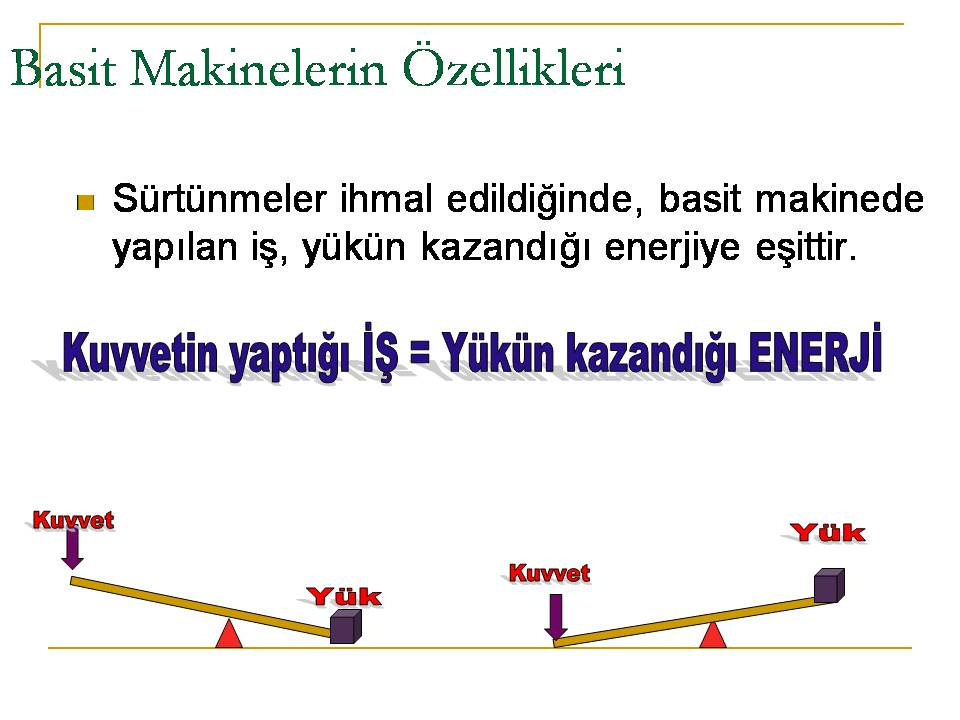 Basit Makinelerin Özellikleri
Sürtünmeler ihmal edildiğinde, basit makinede
yapılan iş, yükün kazandığı enerjiye eşittir.
Kuvvetin yaptığı İŞ = Yükün kazandığı ENERJİ
Kuvvet
Yük
Kuvvet
Yük